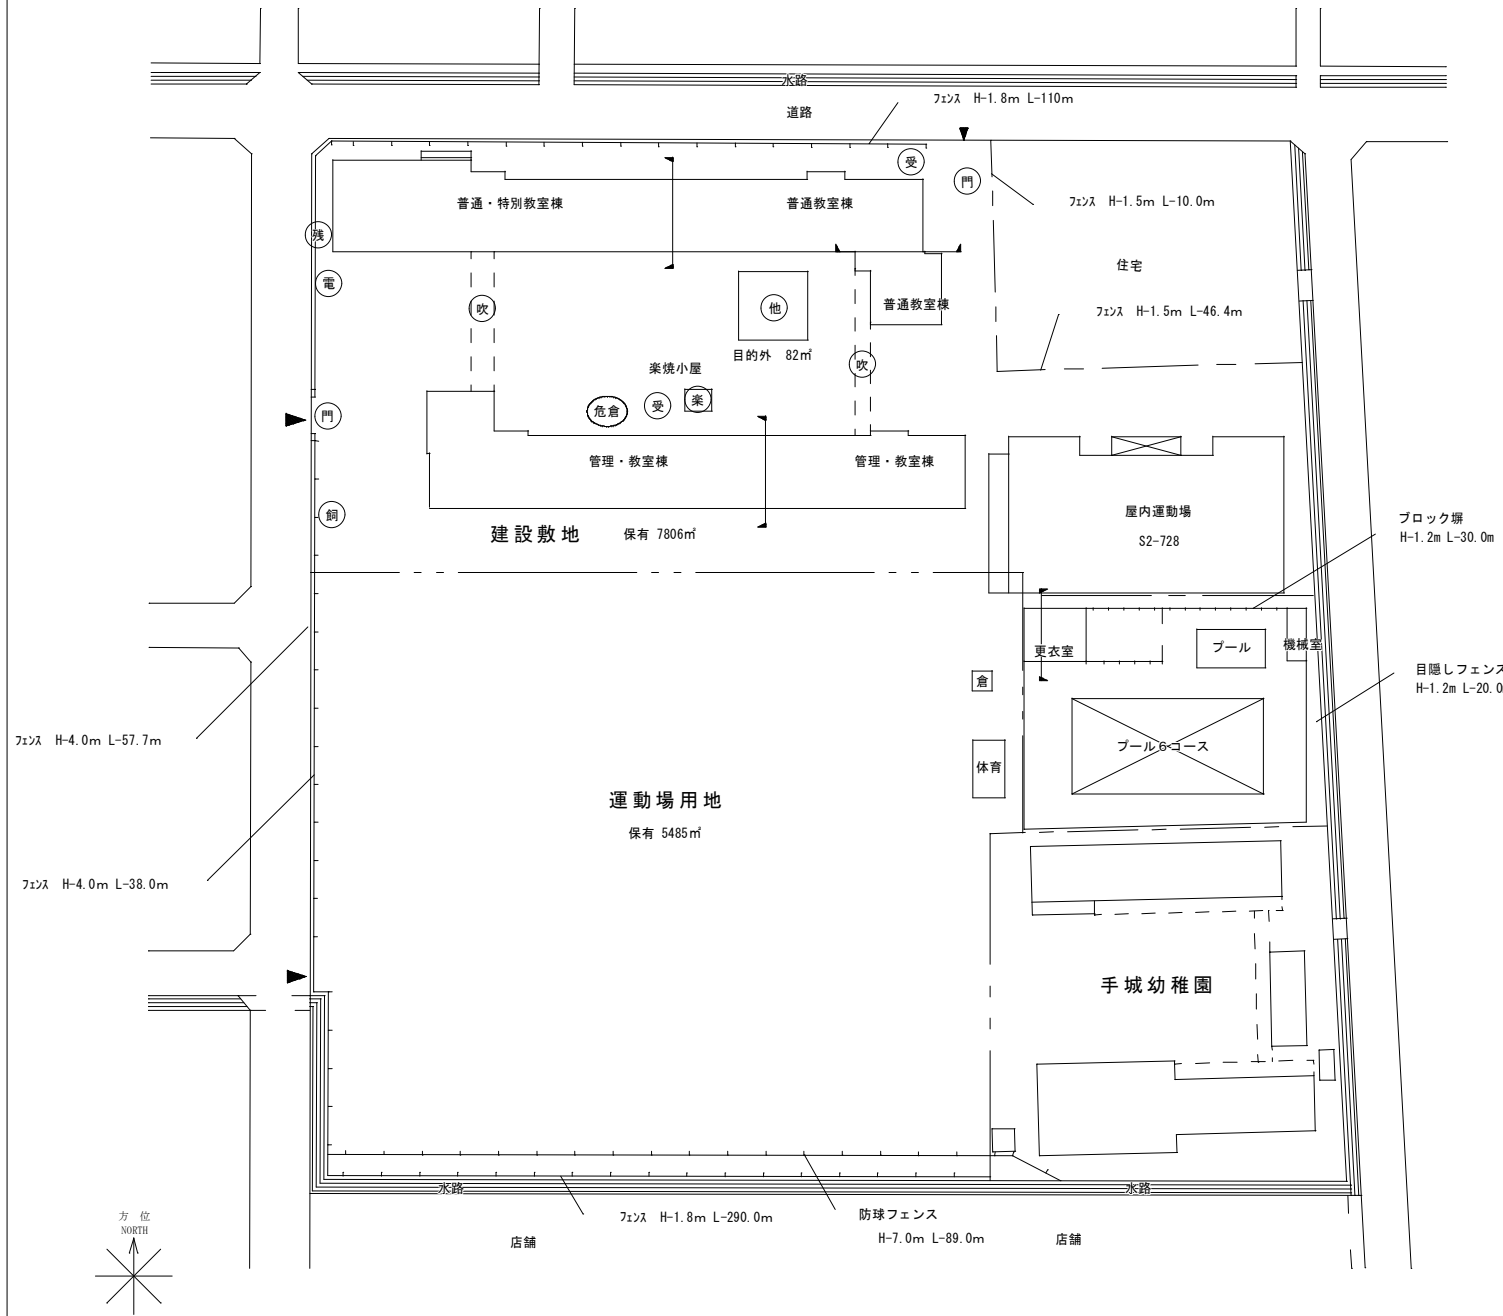 水路
フェンス H-1.8m L-110m
道路
受
門
普通・特別教室棟
普通教室棟
フェンス H-1.5m L-10.0m
残
住宅
電
吹
他
普通教室棟
フェンス H-1.5m L-46.4m
目的外 82㎡
吹
楽焼小屋
門
危倉
受
楽
管理・教室棟
管理・教室棟
飼
屋内運動場
S2-728
ブロック塀
H-1.2m L-30.0m
建設敷地 保有 7806㎡
更衣室
プール
機械室
目隠しフェンス
H-1.2m L-20.0
倉
フェンス H-4.0m L-57.7m
プール6コース
体育
運動場用地
保有 5485㎡
フェンス H-4.0m L-38.0m
手城幼稚園
水路
水路
方 位
NORTH
フェンス H-1.8m L-290.0m
防球フェンス
H-7.0m L-89.0m
店舗
店舗